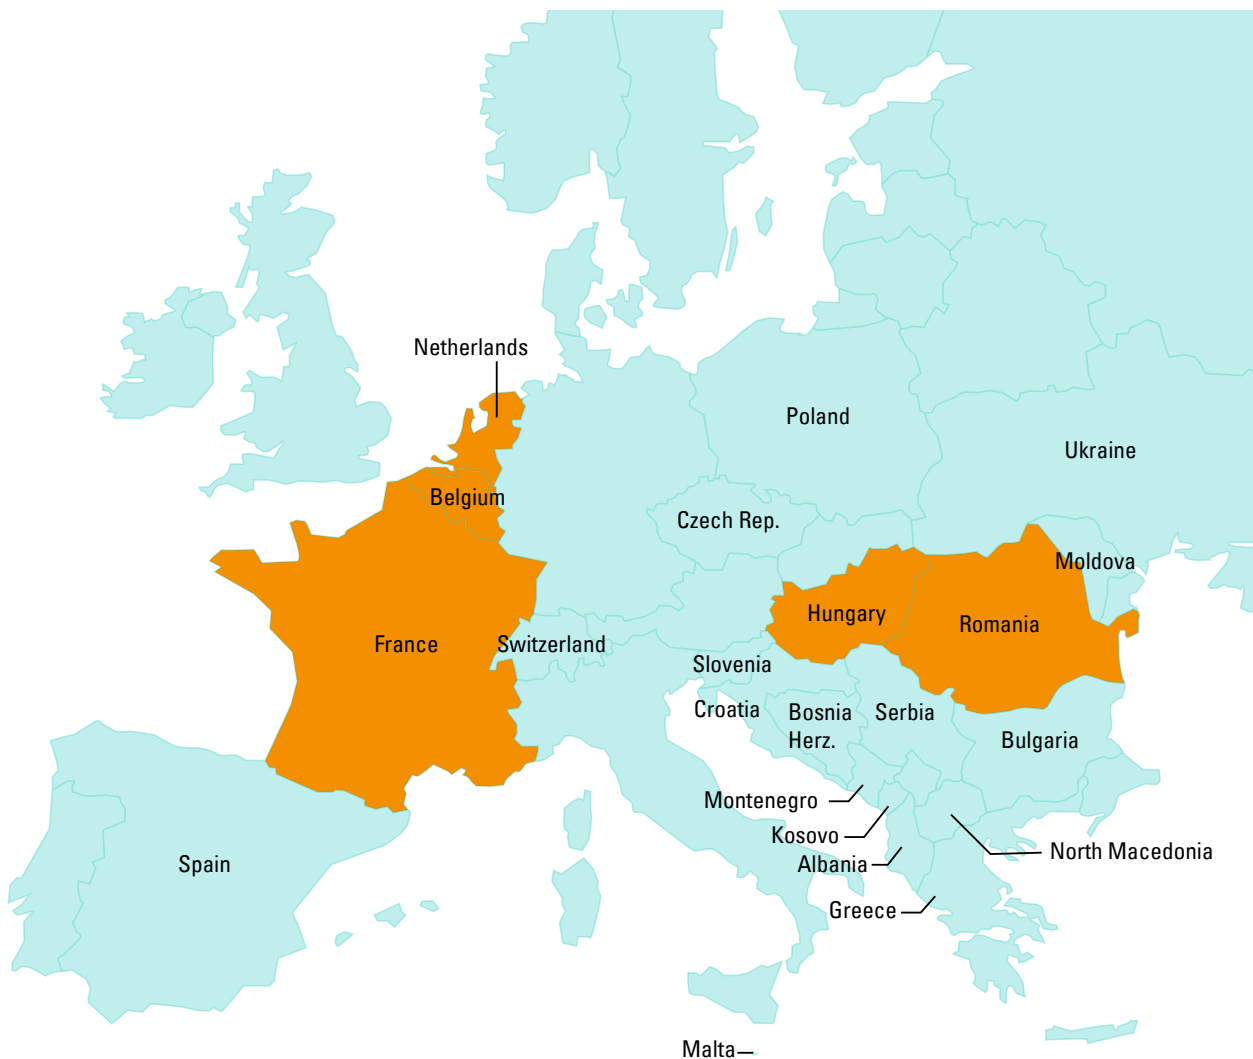 Netherlands
Poland
Ukraine
Belgium
Czech Rep.
Moldova
Hungary
Romania
France
Switzerland
Slovenia
Croatia
Bosnia
Herz.
Serbia
Bulgaria
Montenegro
Kosovo
North Macedonia
Albania
Spain
Greece
Malta